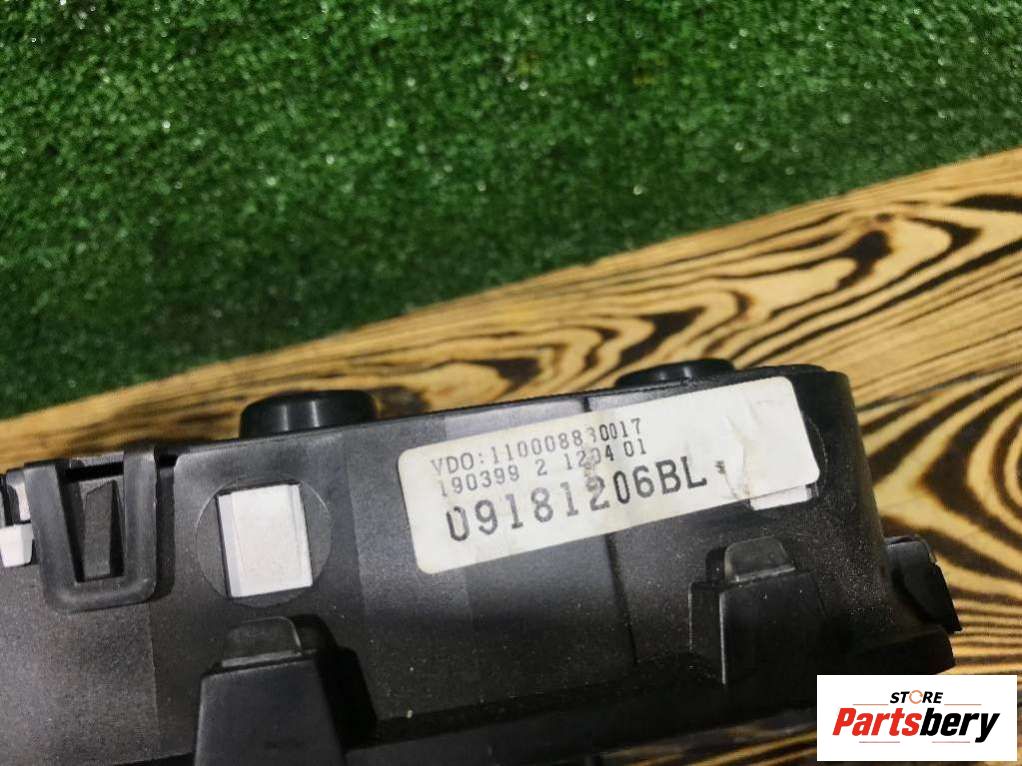 VDO:110008830017
190399 2 1204 01
09181206BL
STORE
Partsbery